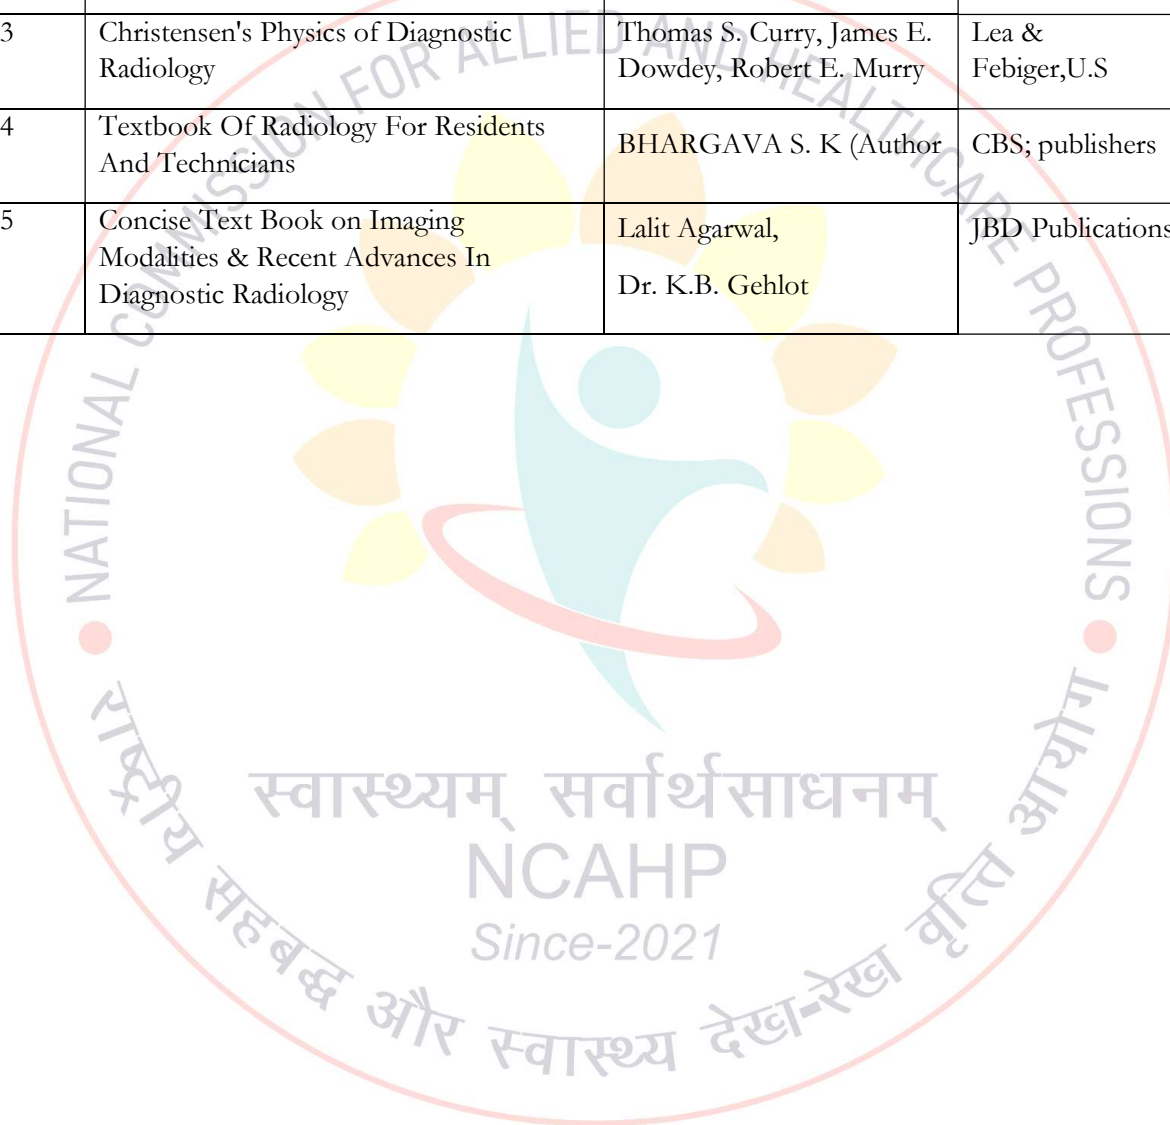 3 Christensen's Physics of Diagnostic Radiology Thomas S. Curry, James E. Dowdey, Robert E. Murry Lea & Febiger,U.S
4 Textbook Of Radiology For Residents And Technicians BHARGAVA S. K (Author CBS; publishers
5 Concise Text Book on Imaging Modalities & Recent Advances In Diagnostic Radiology Lalit Agarwal, Dr. K.B. Gehlot JBD Publications
NATIONAL COMMISSION FOR ALLIED AND HEALTHCARE PROFESSIONS
स्वास्थ्यम् सर्वार्थसाधनम्
NCAHP
Since-2021
राष्ट्रीय सहबद्ध और स्वास्थ्य देख-रेख वृत्ति आयोग